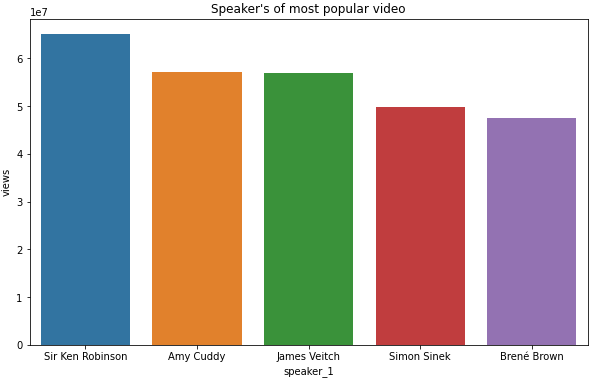 Speaker's of most popular video
1e7
6
5
4
3
2
1
0
views
Sir Ken Robinson Amy Cuddy James Veitch Simon Sinek Brené Brown
speaker_1